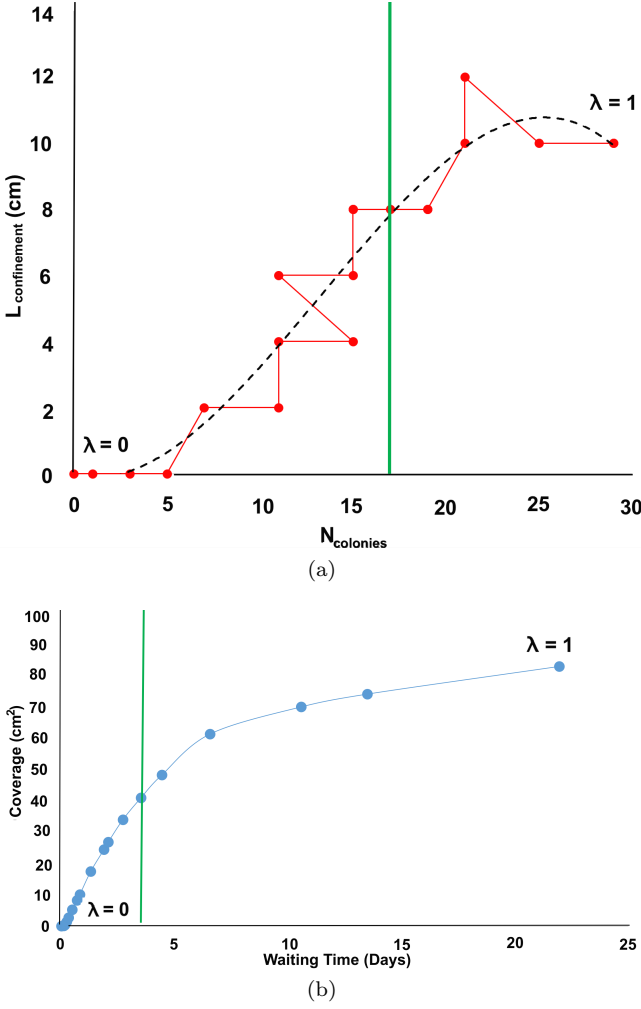 14
12
10
8
6
4
2
0
L confinement (cm)
λ = 1
λ = 0
0 5 10 15 20 25 30
Ncolonies
(a)
100
90
80
70
60
50
40
30
20
10
0
Coverage (cm²)
λ = 1
λ = 0
0 5 10 15 20 25
Waiting Time (Days)
(b)